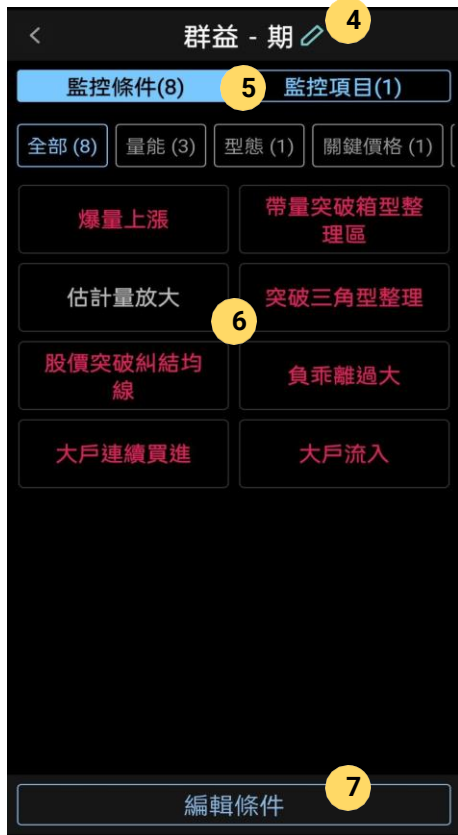 4
群益 - 期
監控條件(8)
5
監控項目(1)
全部 (8)
量能 (3)
型態 (1)
關鍵價格 (1)
爆量上漲
帶量突破箱型整
理區
估計量放大
突破三角型整理
6
股價突破糾結均
線
負乖離過大
大戶連續買進
大戶流入
7
編輯條件